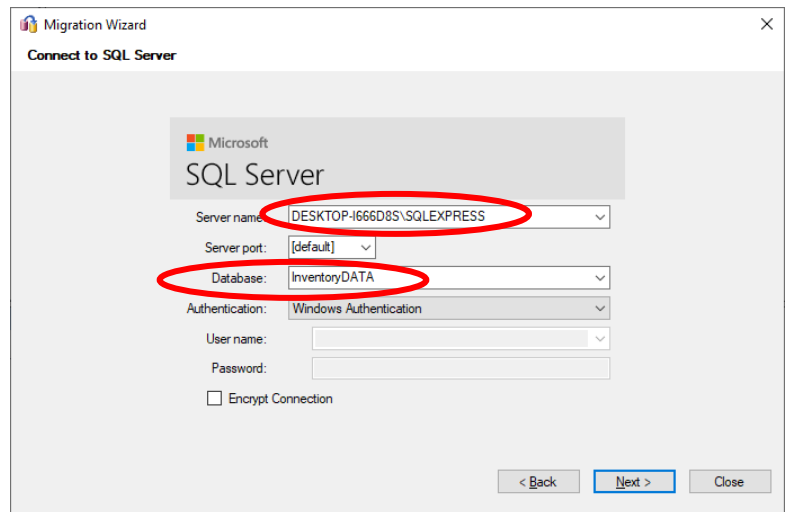 Migration Wizard
Connect to SQL Server
Microsoft
SQL Server
Server name: DESKTOP-I666D8S\SQLEXPRESS
Server port: [default]
Database: InventoryDATA
Authentication: Windows Authentication
User name:
Password:
Encrypt Connection
< Back Next > Close